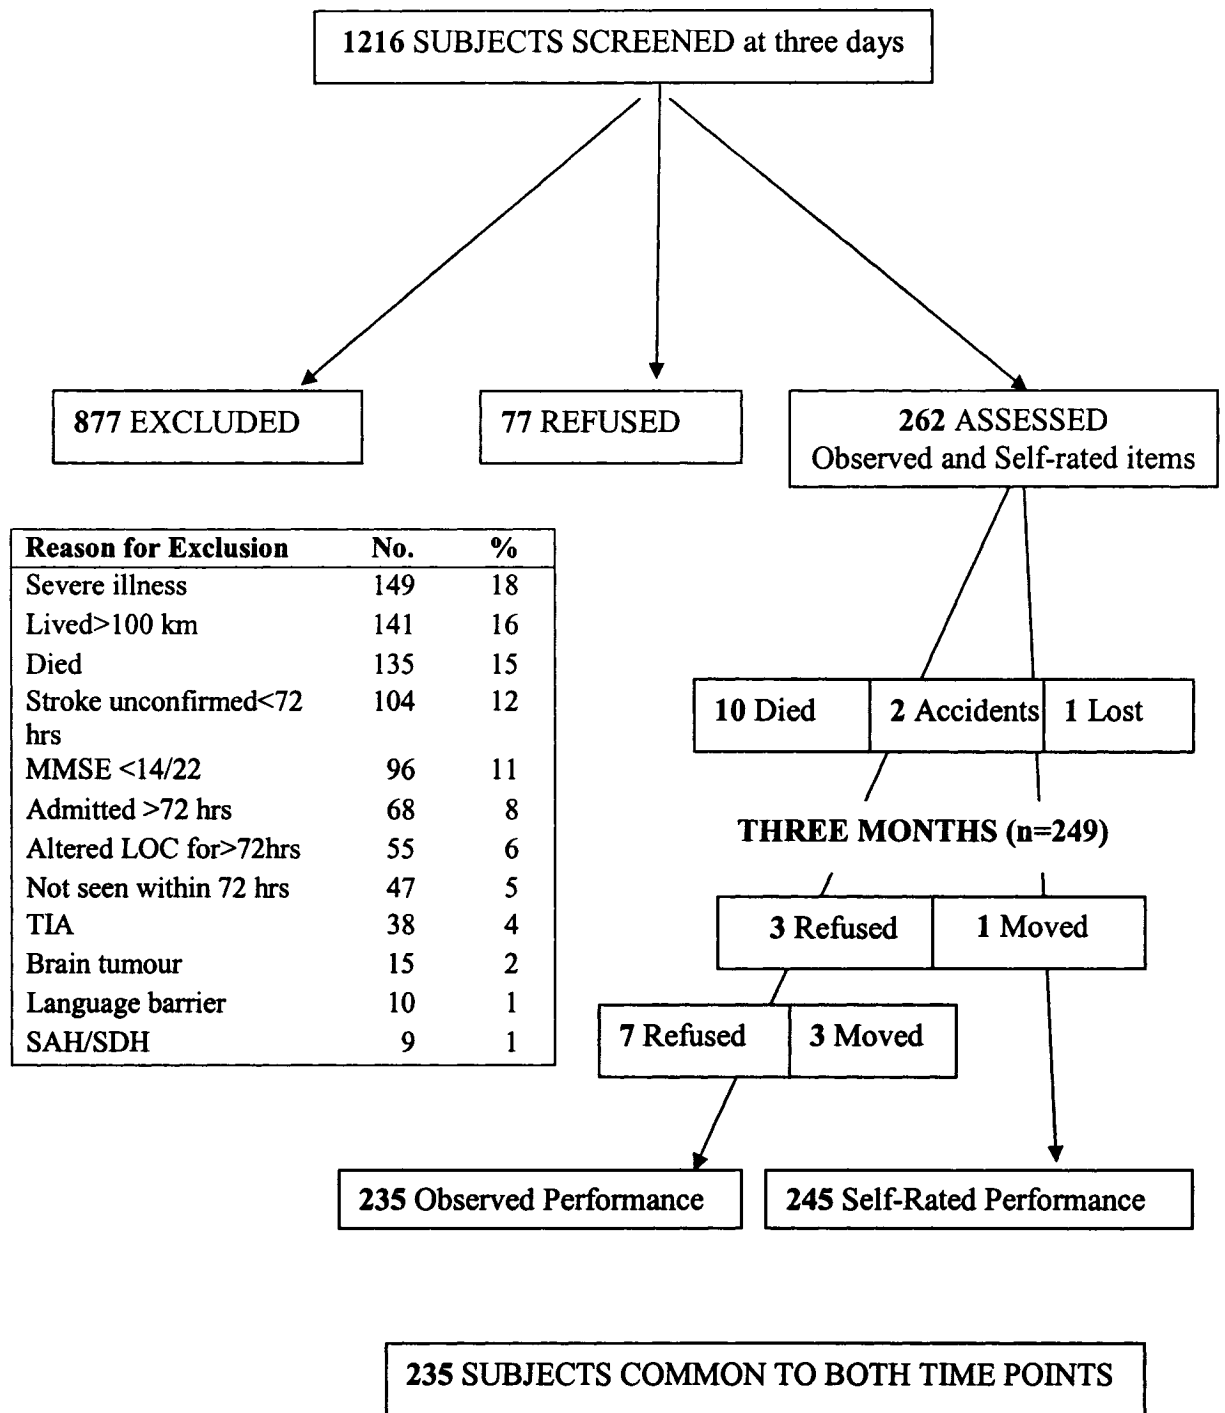 1216 SUBJECTS SCREENED at three days
877 EXCLUDED
77 REFUSED
262 ASSESSED
Observed and Self-rated items
Reason for Exclusion No. %
Severe illness 149 18
Lived>100 km 141 16
Died 135 15
Stroke unconfirmed<72 104 12
hrs
MMSE <14/22 96 11
Admitted >72 hrs 68 8
Altered LOC for>72hrs 55 6
Not seen within 72 hrs 47 5
TIA 38 4
Brain tumour 15 2
Language barrier 10 1
SAH/SDH 9 1
10 Died 2 Accidents 1 Lost
THREE MONTHS (n=249)
3 Refused 1 Moved
7 Refused 3 Moved
235 Observed Performance
245 Self-Rated Performance
235 SUBJECTS COMMON TO BOTH TIME POINTS